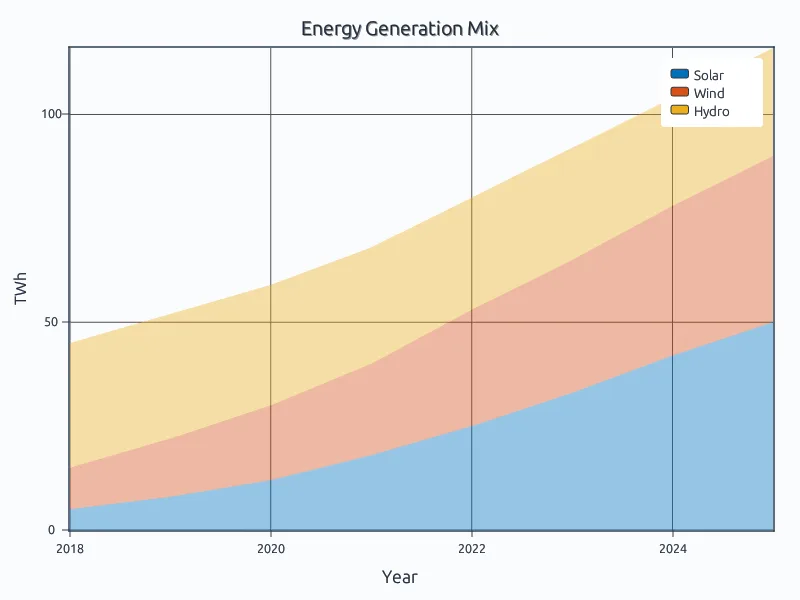 Energy Generation Mix
Solar
Wind
Hydro
100
50
0
TWh
2018 2020 2022 2024
Year